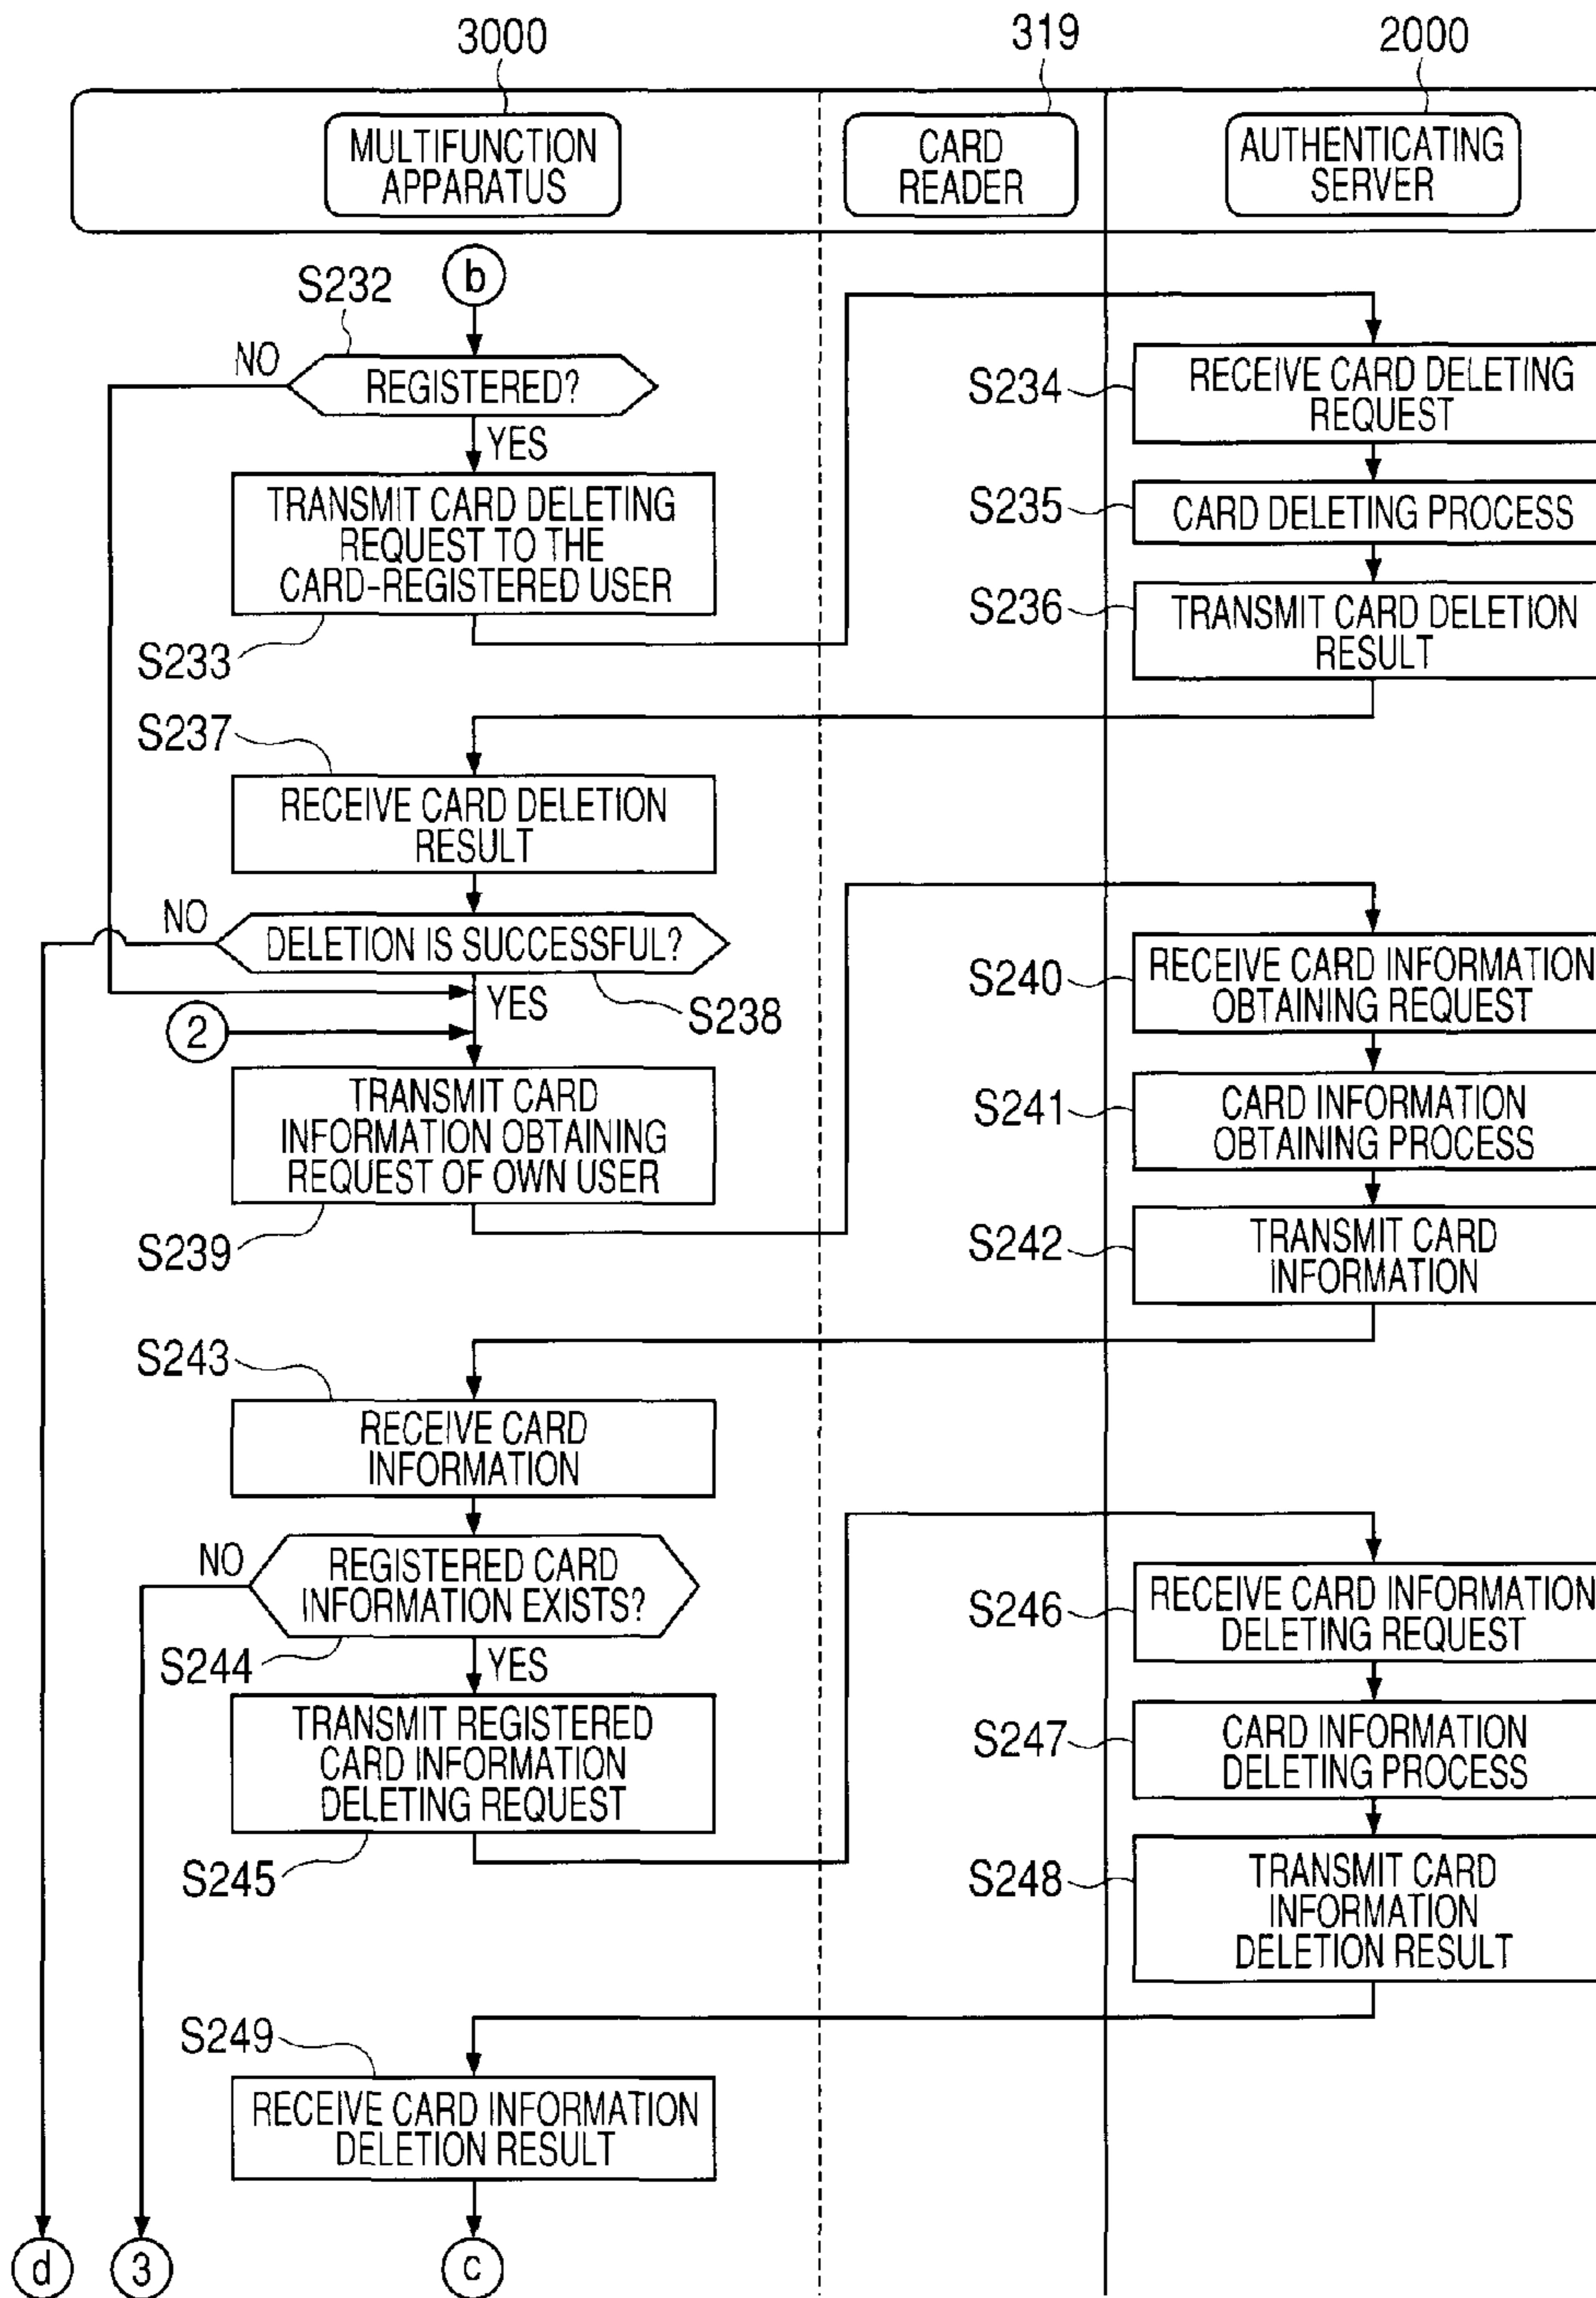 3000
319
2000
MULTIFUNCTION
APPARATUS
CARD
READER
AUTHENTICATING
SERVER
b
S232
NO
REGISTERED?
YES
S234
RECEIVE CARD DELETING
REQUEST
TRANSMIT CARD DELETING
REQUEST TO THE
CARD-REGISTERED USER
S233
S235
CARD DELETING PROCESS
S236
TRANSMIT CARD DELETION
RESULT
S237
RECEIVE CARD DELETION
RESULT
NO
DELETION IS SUCCESSFUL?
YES
S238
2
S240
RECEIVE CARD INFORMATION
OBTAINING REQUEST
TRANSMIT CARD
INFORMATION OBTAINING
REQUEST OF OWN USER
S239
S241
CARD INFORMATION
OBTAINING PROCESS
S242
TRANSMIT CARD
INFORMATION
S243
RECEIVE CARD
INFORMATION
NO
REGISTERED CARD
INFORMATION EXISTS?
S244
YES
S246
RECEIVE CARD INFORMATION
DELETING REQUEST
TRANSMIT REGISTERED
CARD INFORMATION
DELETING REQUEST
S245
S247
CARD INFORMATION
DELETING PROCESS
S248
TRANSMIT CARD
INFORMATION
DELETION RESULT
S249
RECEIVE CARD INFORMATION
DELETION RESULT
d
3
c